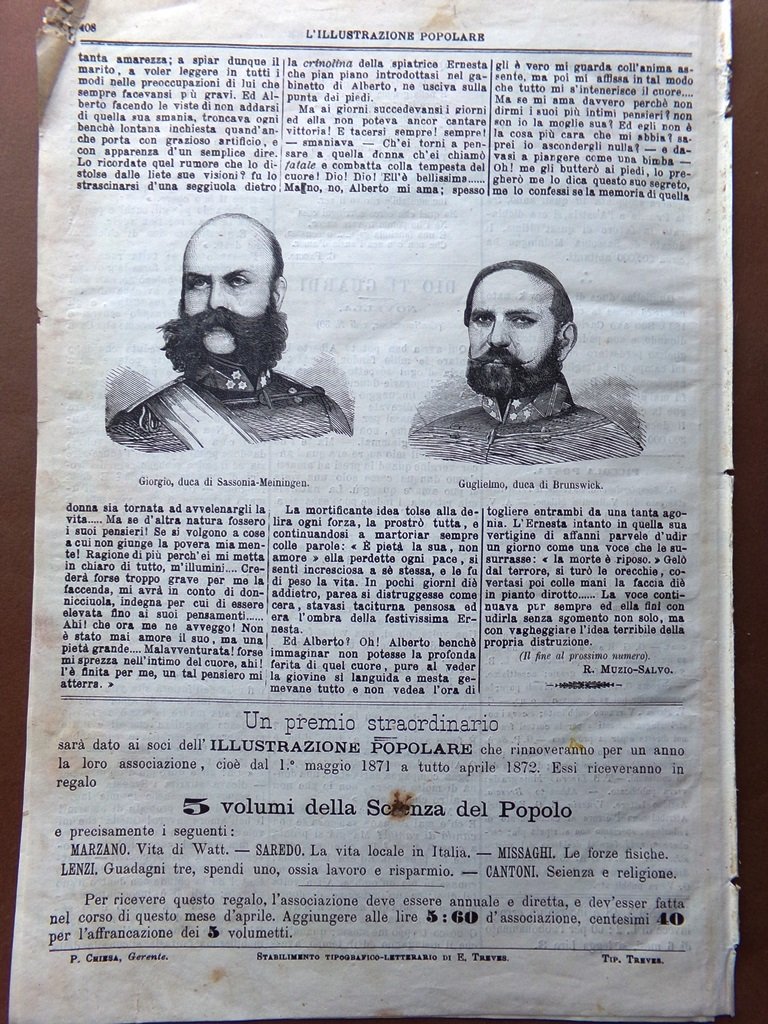 408
L'ILLUSTRAZIONE POPOLARE
tanta amarezza; a spiar dunque il
marito, a voler leggere in tutti i
modi nelle preoccupazioni di lui che
sempre facevansi più gravi. Ed Al-
berto facendo le viste di non addarsi
di quella sua smania, troncava ogni
benchè lontana inchiesta quand'an-
che porta con grazioso artificio, e
con apparenza d'un semplice dire.
Lo ricordate quel rumore che lo di-
stolse dalle liete sue visioni? fu lo
strascinarsi d'una seggiuola dietro
la crinolina della spiatrice Ernesta
che pian piano introdottasi nel ga-
binetto di Alberto, ne usciva sulla
punta dei piedi.
Ma ai giorni succedevansi i giorni
ed ella non poteva ancor cantare
vittoria! E tacersi sempre! sempre!
— smaniava — Ch'ei torni a pen-
sare a quella donna ch'ei chiamò
fatale e combatta colla tempesta del
cuore! Dio! Dio! Ell'è bellissima......
Ma no, no, Alberto mi ama; spesso
gli è vero mi guarda coll'anima as-
sente, ma poi mi affissa in tal modo
che tutto mi s'intenerisce il cuore....
Ma se mi ama davvero perchè non
dirmi i suoi più intimi pensieri? non
son io la moglie sua? Ed egli non è
la cosa più cara che mi abbia? sa-
prei io ascondergli nulla? — e da-
vasi a piangere come una bimba —
Oh! me gli butterò ai piedi, lo pre-
gherò me lo dica questo suo segreto,
me lo confessi se la memoria di quella
Giorgio, duca di Sassonia-Meiningen.
Guglielmo, duca di Brunswick.
donna sia tornata ad avvelenargli la
vita..... Ma se d'altra natura fossero
i suoi pensieri! Se si volgono a cose
a cui non giunge la povera mia men-
te! Ragione di più perch'ei mi metta
in chiaro di tutto, m'illumini.... Cre-
derà forse troppo grave per me la
faccenda, mi avrà in conto di don-
nicciuola, indegna per cui di essere
elevata fino ai suoi pensamenti......
Ahi! che ora me ne avveggo! Non
è stato mai amore il suo, ma una
pietà grande.... Malavventurata! forse
mi sprezza nell'intimo del cuore, ahi!
l'è finita per me, un tal pensiero mi
atterra. »
La mortificante idea tolse alla de-
lira ogni forza, la prostrò tutta, e
continuandosi a martoriar sempre
colle parole: « È pietà la sua, non
amore » ella perdette ogni pace, si
sentì incresciosa a sè stessa, e le fu
di peso la vita. In pochi giorni diè
addietro, parea si distruggesse come
cera, stavasi taciturna pensosa ed
era l'ombra della festivissima Er-
nesta.
Ed Alberto? Oh! Alberto benchè
immaginar non potesse la profonda
ferita di quel cuore, pure al veder
la giovine si languida e mesta ge-
mevane tutto e non vedea l'ora di
togliere entrambi da una tanta ago-
nia. L'Ernesta intanto in quella sua
vertigine di affanni parvele d'udir
un giorno come una voce che le su-
surrasse: « la morte è riposo. » Gelò
dal terrore, si turò le orecchie, co-
vertasi poi colle mani la faccia diè
in pianto dirotto...... La voce conti-
nuava pur sempre ed ella finì con
udirla senza sgomento non solo, ma
con vagheggiare l'idea terribile della
propria distruzione.
(Il fine al prossimo numero).
R. MUZIO-SALVO.
Un premio straordinario
sarà dato ai soci dell' ILLUSTRAZIONE POPOLARE che rinnoveranno per un anno
la loro associazione, cioè dal 1.º maggio 1871 a tutto aprile 1872. Essi riceveranno in
regalo
5 volumi della Scienza del Popolo
e precisamente i seguenti:
MARZANO. Vita di Watt. — SAREDO. La vita locale in Italia. — MISSAGHI. Le forze fisiche.
LENZI. Guadagni tre, spendi uno, ossia lavoro e risparmio. — CANTONI. Scienza e religione.
Per ricevere questo regalo, l'associazione deve essere annuale e diretta, e dev'esser fatta
nel corso di questo mese d'aprile. Aggiungere alle lire 5:60 d'associazione, centesimi 40
per l'affrancazione dei 5 volumetti.
P. CHIESA, Gerente.
STABILIMENTO TIPOGRAFICO-LETTERARIO DI E. TREVES.
TIP. TREVES.